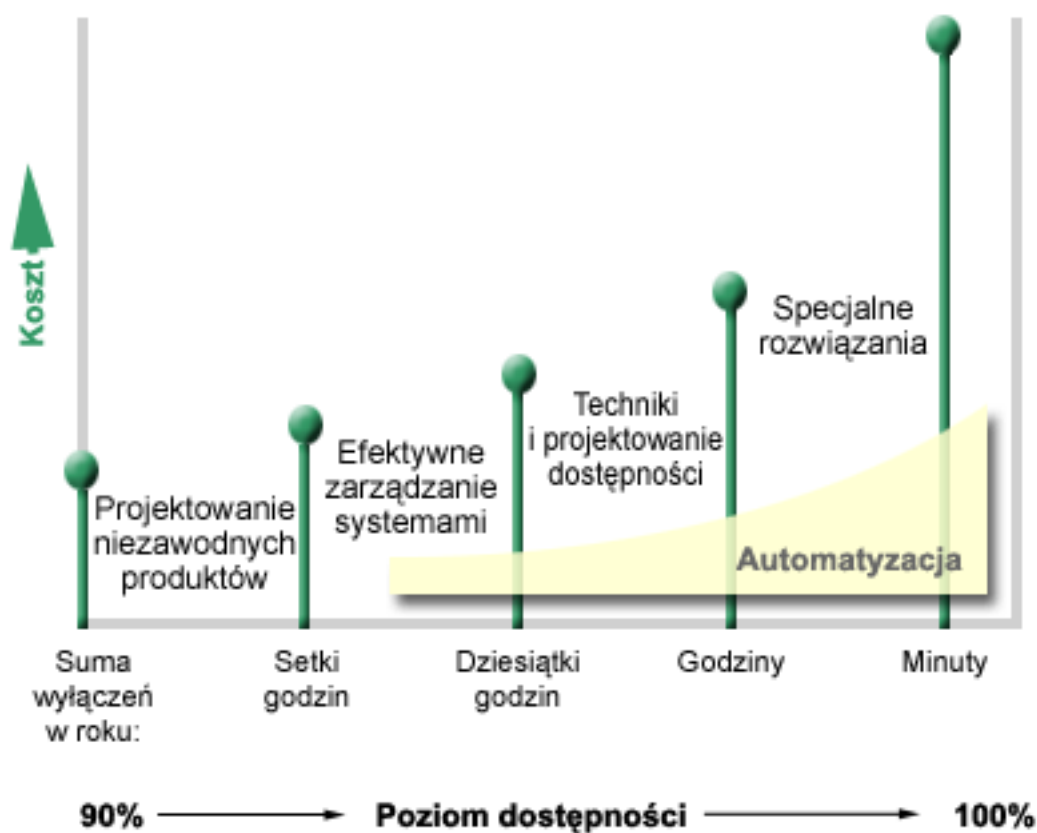 Koszt
Specjalne
rozwiązania
Techniki
i projektowanie
dostępności
Efektywne
zarządzanie
systemami
Projektowanie
niezawodnych
produktów
Automatyzacja
Suma
wyłączeń
w roku:
Setki
godzin
Dziesiątki
godzin
Godziny
Minuty
90% Poziom dostępności 100%